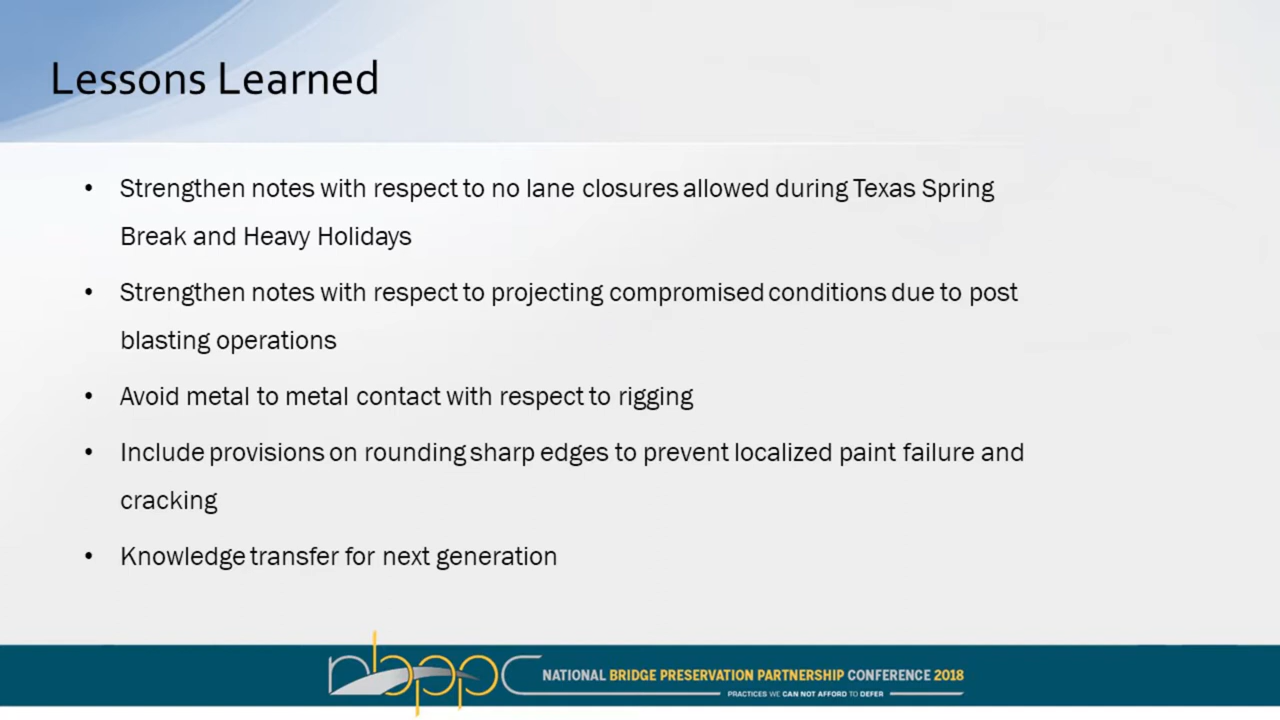 Lessons Learned
• Strengthen notes with respect to no lane closures allowed during Texas Spring
Break and Heavy Holidays
• Strengthen notes with respect to projecting compromised conditions due to post
blasting operations
• Avoid metal to metal contact with respect to rigging
• Include provisions on rounding sharp edges to prevent localized paint failure and
cracking
• Knowledge transfer for next generation
nbppc
NATIONAL BRIDGE PRESERVATION PARTNERSHIP CONFERENCE 2018
PRACTICES WE CAN NOT AFFORD TO DEFER